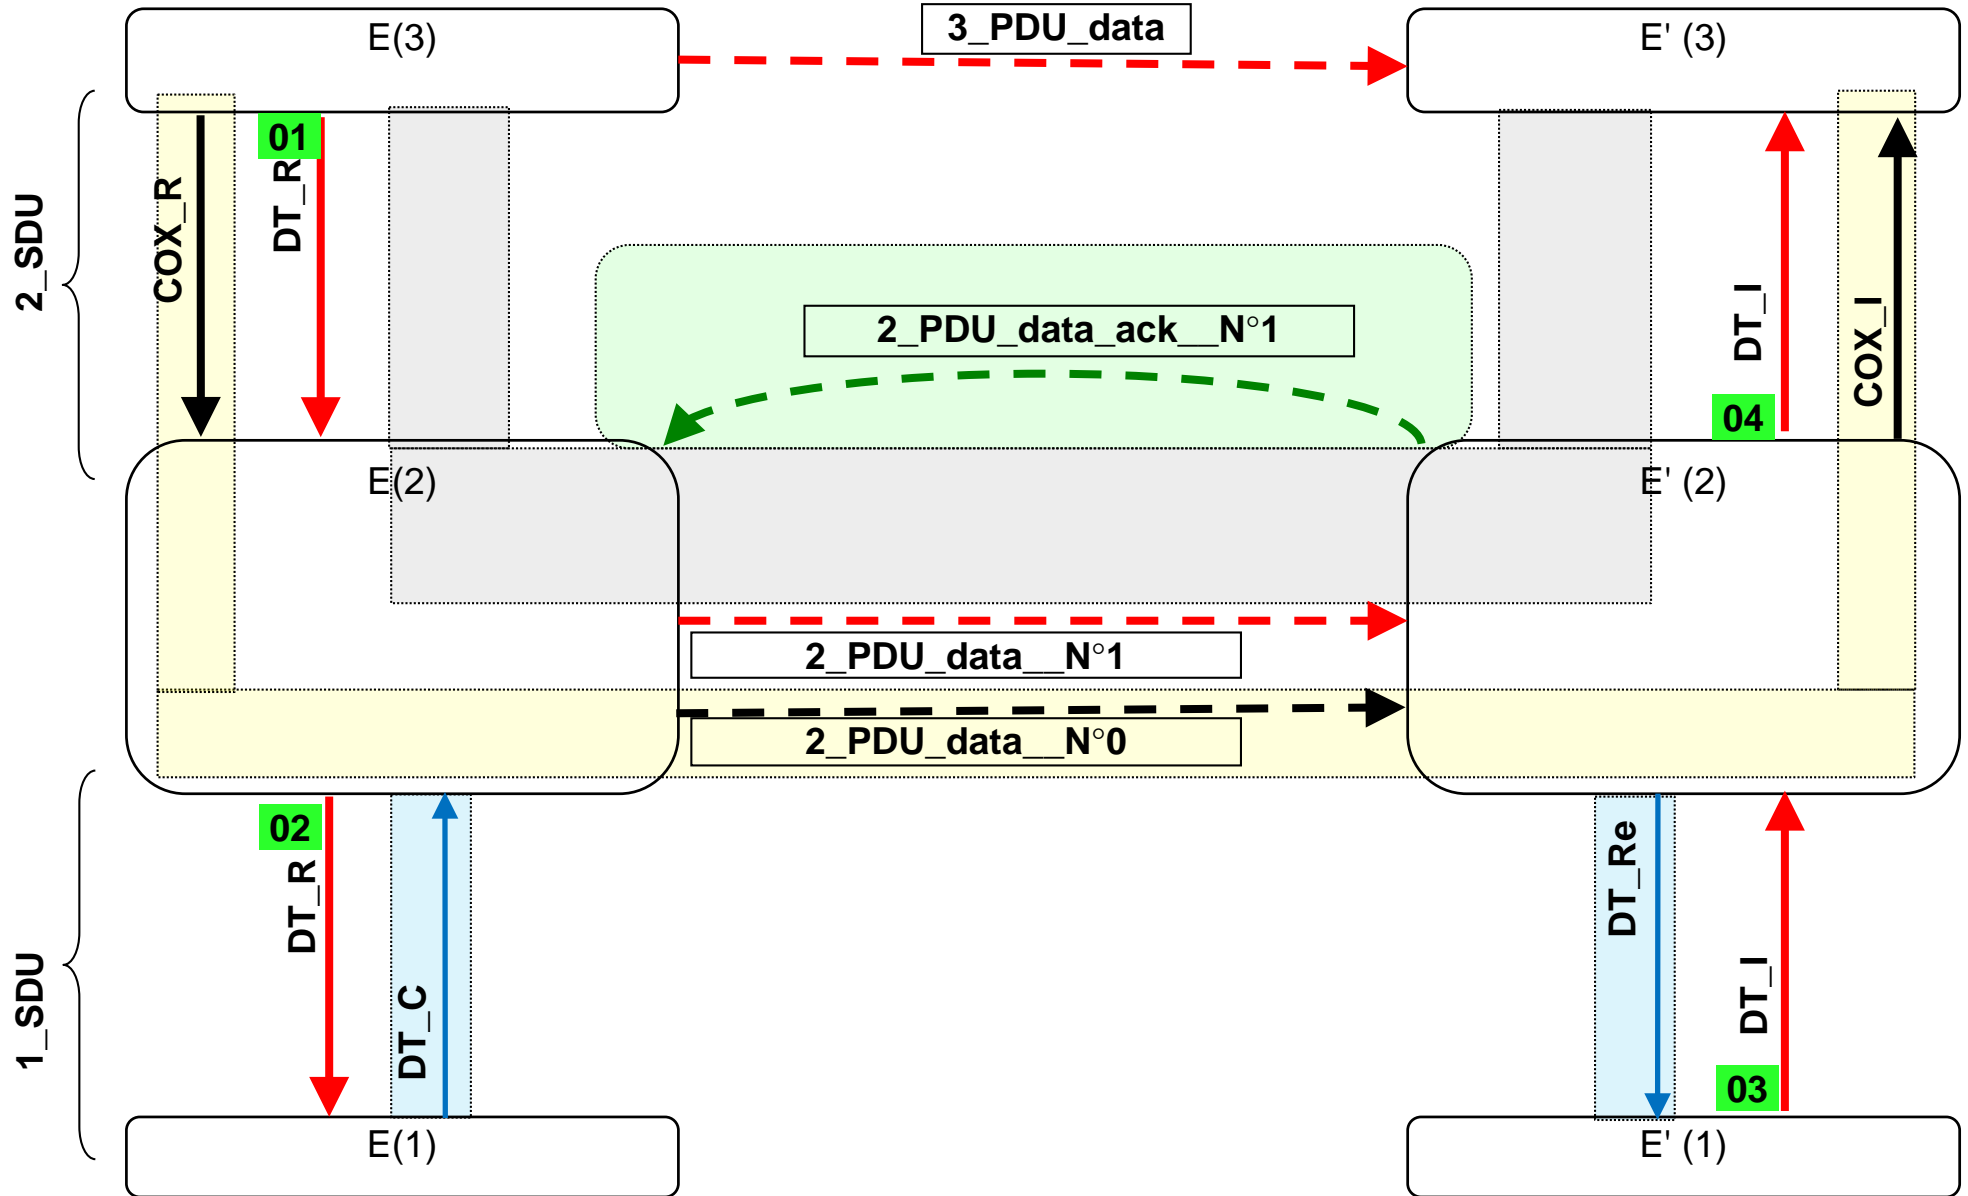 E(3)
3_PDU_data
E' (3)
01
2_SDU
COX_R
DT_R
2_PDU_data_ack__N°1
DT_I
COX_I
04
E(2)
E' (2)
2_PDU_data__N°1
2_PDU_data__N°0
02
1_SDU
DT_R
DT_C
DT_Re
DT_I
03
E(1)
E' (1)